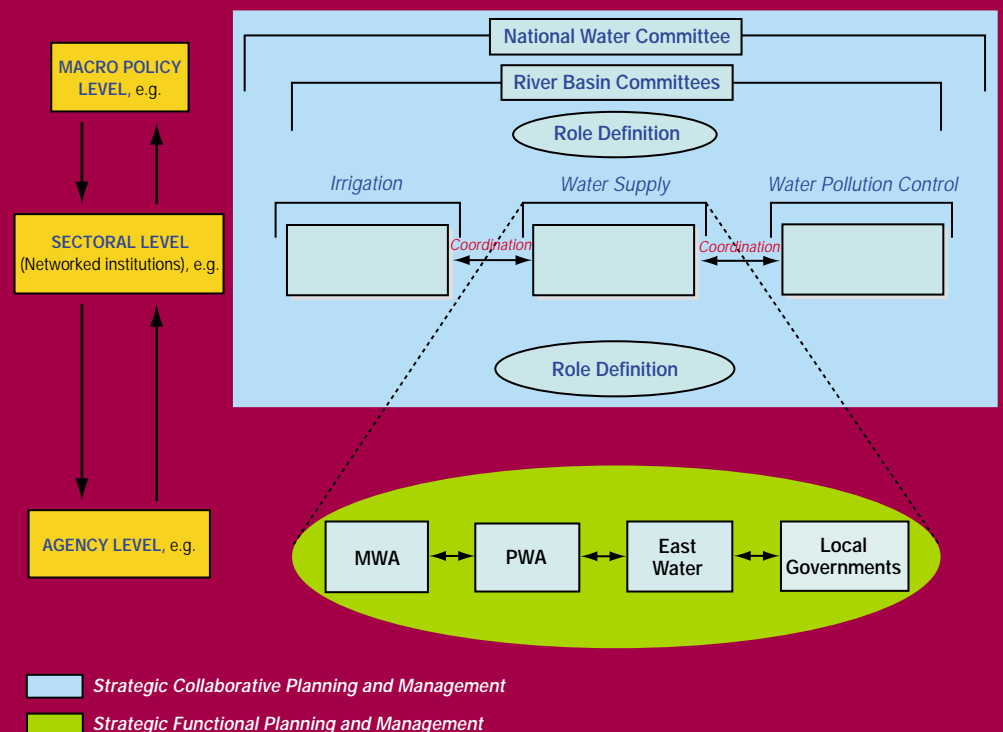 National Water Committee
MACRO POLICY
LEVEL, e.g.
River Basin Committees
Role Definition
Irrigation
Water Supply
Water Pollution Control
SECTORAL LEVEL
(Networked institutions), e.g.
Coordination
Coordination
Role Definition
AGENCY LEVEL, e.g.
MWA
PWA
East
Water
Local
Governments
Strategic Collaborative Planning and Management
Strategic Functional Planning and Management